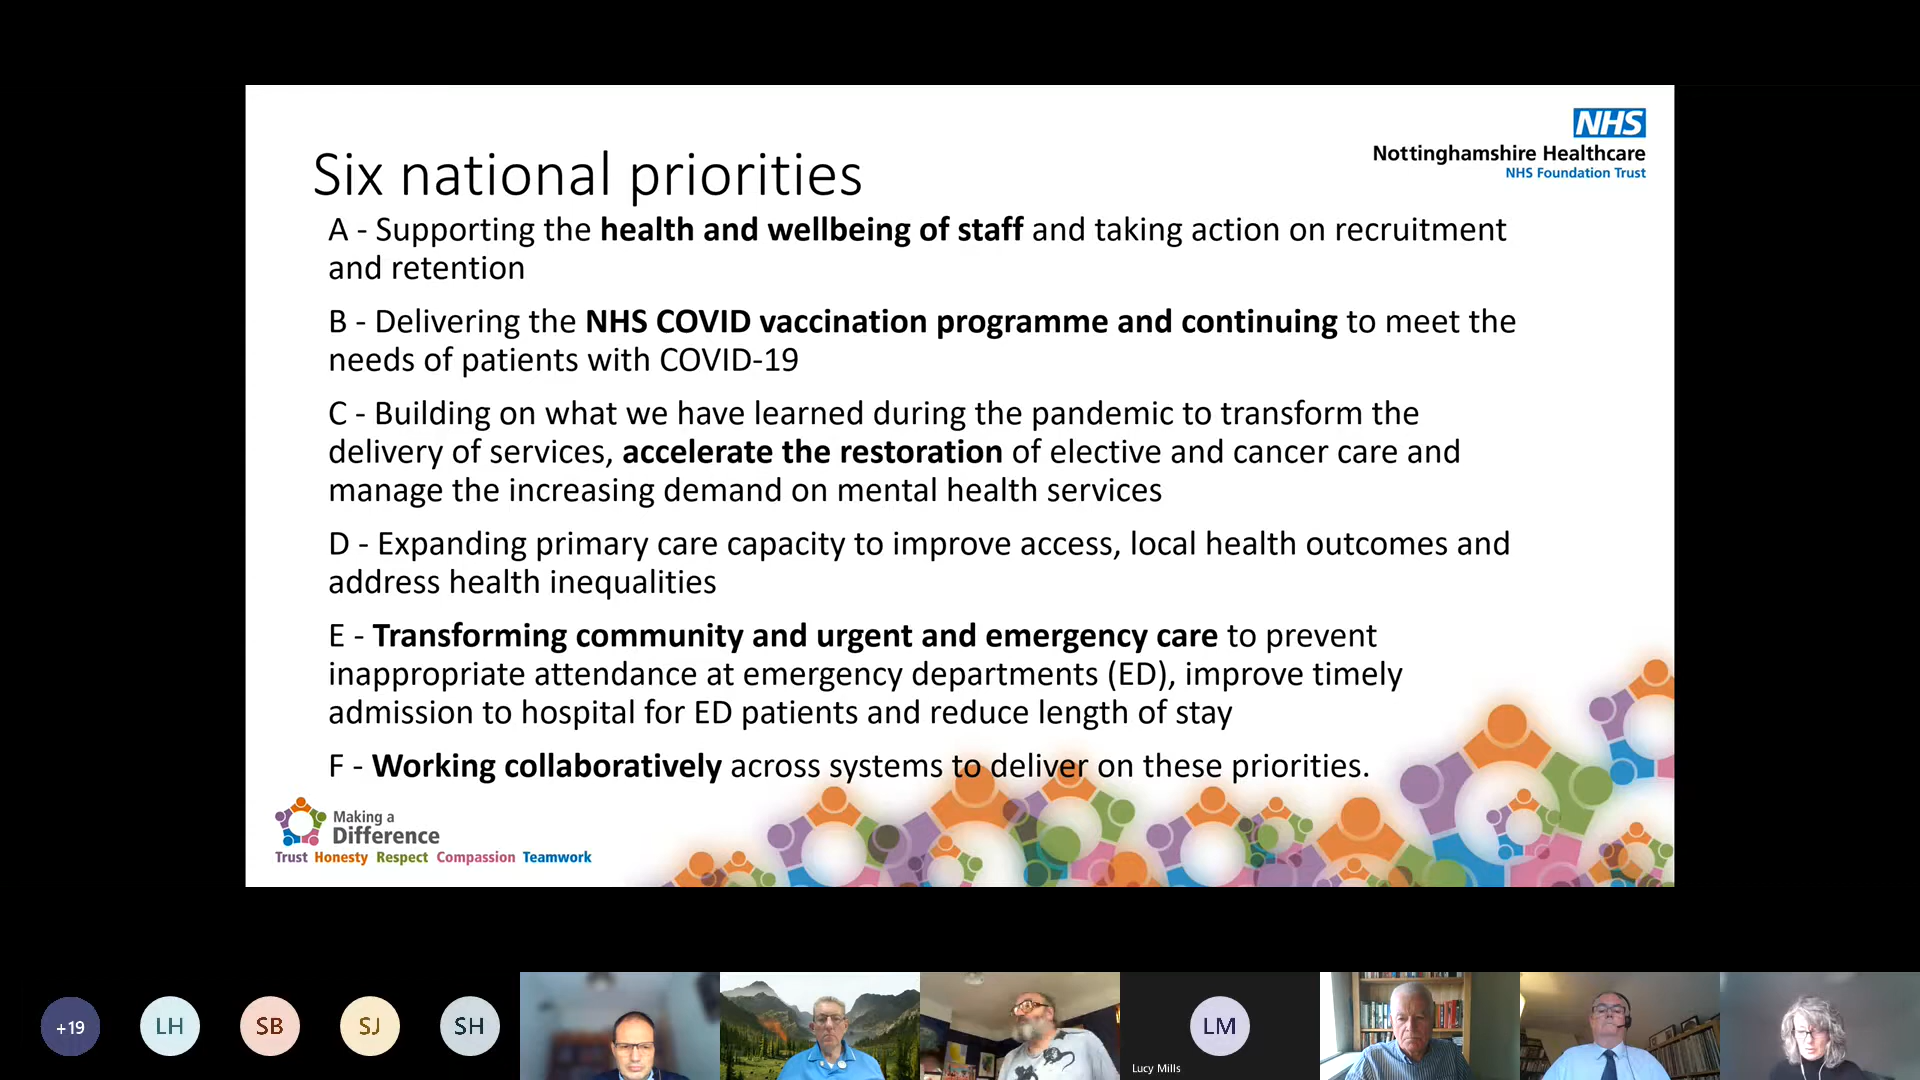 NHS
Nottinghamshire Healthcare
NHS Foundation Trust
Six national priorities
A - Supporting the health and wellbeing of staff and taking action on recruitment
and retention
B - Delivering the NHS COVID vaccination programme and continuing to meet the
needs of patients with COVID-19
C - Building on what we have learned during the pandemic to transform the
delivery of services, accelerate the restoration of elective and cancer care and
manage the increasing demand on mental health services
D - Expanding primary care capacity to improve access, local health outcomes and
address health inequalities
E - Transforming community and urgent and emergency care to prevent
inappropriate attendance at emergency departments (ED), improve timely
admission to hospital for ED patients and reduce length of stay
F - Working collaboratively across systems to deliver on these priorities.
Making a
Difference
Trust Honesty Respect Compassion Teamwork
+19
LH
SB
SJ
SH
LM
Lucy Mills